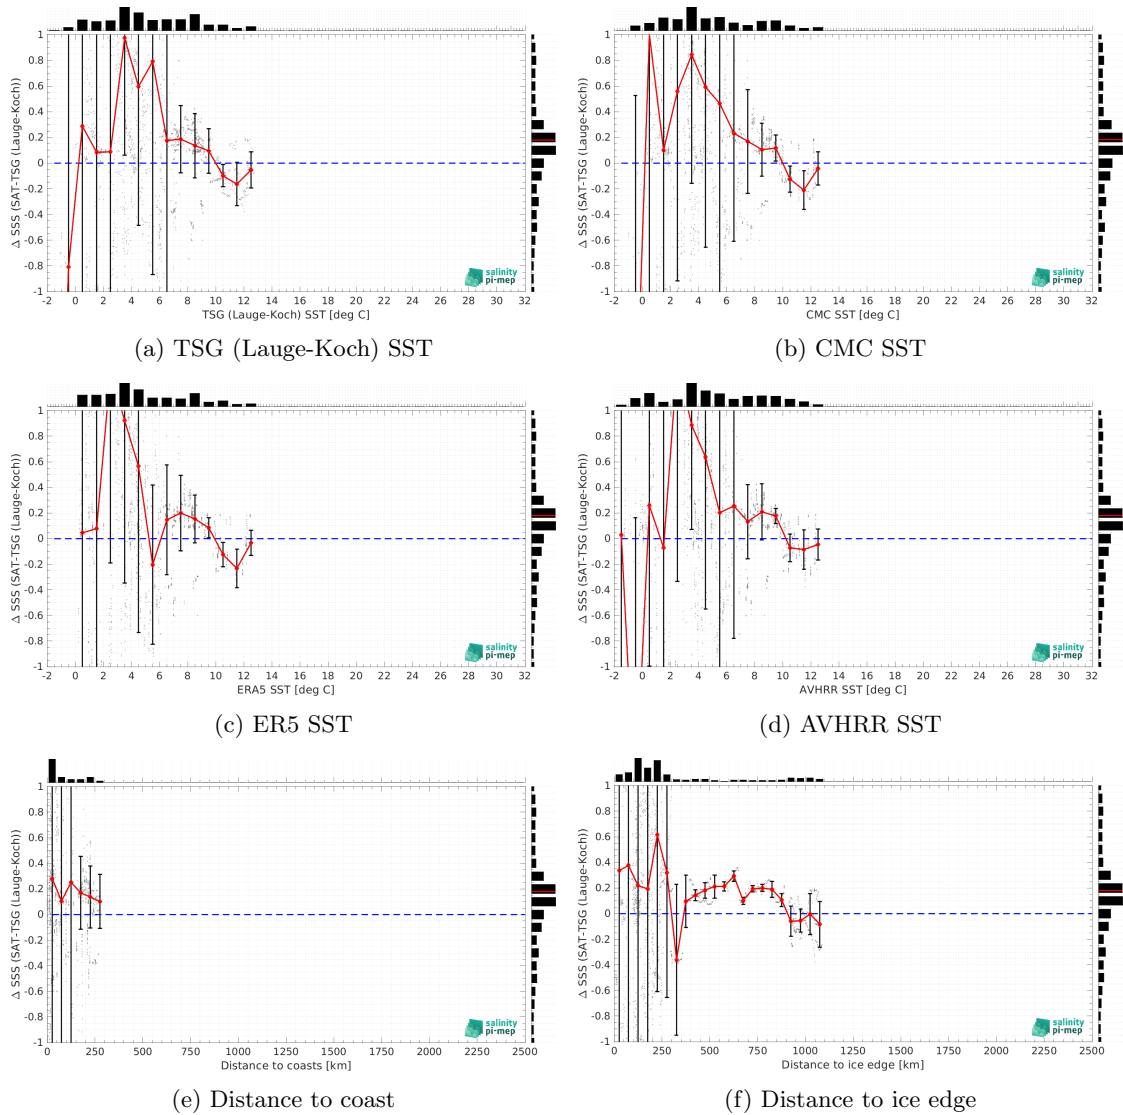 1
0.8
0.6
0.4
0.2
0
-0.2
-0.4
-0.6
-0.8
-1
Δ SSS (SAT-TSG (Lauge-Koch))
salinity
pi-mep
-2 0 2 4 6 8 10 12 14 16 18 20 22 24 26 28 30 32
TSG (Lauge-Koch) SST [deg C]
(a) TSG (Lauge-Koch) SST
1
0.8
0.6
0.4
0.2
0
-0.2
-0.4
-0.6
-0.8
-1
Δ SSS (SAT-TSG (Lauge-Koch))
salinity
pi-mep
-2 0 2 4 6 8 10 12 14 16 18 20 22 24 26 28 30 32
CMC SST [deg C]
(b) CMC SST
1
0.8
0.6
0.4
0.2
0
-0.2
-0.4
-0.6
-0.8
-1
Δ SSS (SAT-TSG (Lauge-Koch))
salinity
pi-mep
-2 0 2 4 6 8 10 12 14 16 18 20 22 24 26 28 30 32
ERA5 SST [deg C]
(c) ER5 SST
1
0.8
0.6
0.4
0.2
0
-0.2
-0.4
-0.6
-0.8
-1
Δ SSS (SAT-TSG (Lauge-Koch))
salinity
pi-mep
-2 0 2 4 6 8 10 12 14 16 18 20 22 24 26 28 30 32
AVHRR SST [deg C]
(d) AVHRR SST
1
0.8
0.6
0.4
0.2
0
-0.2
-0.4
-0.6
-0.8
-1
Δ SSS (SAT-TSG (Lauge-Koch))
salinity
pi-mep
0 250 500 750 1000 1250 1500 1750 2000 2250 2500
Distance to coasts [km]
(e) Distance to coast
1
0.8
0.6
0.4
0.2
0
-0.2
-0.4
-0.6
-0.8
-1
Δ SSS (SAT-TSG (Lauge-Koch))
salinity
pi-mep
0 250 500 750 1000 1250 1500 1750 2000 2250 2500
Distance to ice edge [km]
(f) Distance to ice edge